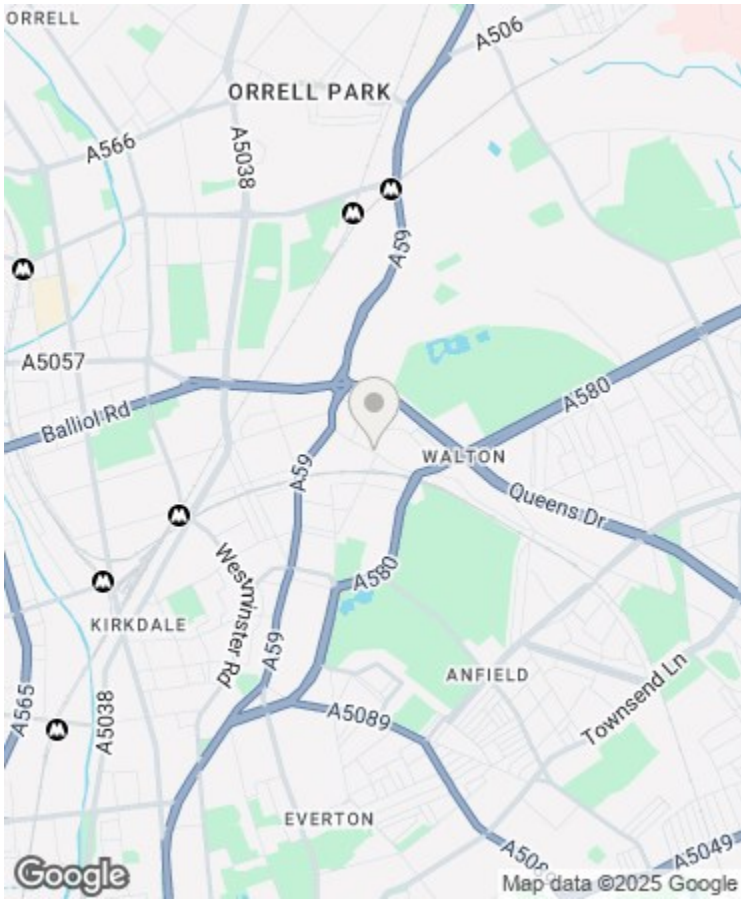 ORRELL
A506
ORRELL PARK
A566
A5038
A59
A5057
A580
Balliol Rd
WALTON
A59
Queens Dr
Westminster Rd
A580
KIRKDALE
A59
ANFIELD
Townsend Ln
A565
A5038
A5089
EVERTON
A5089
A5049
Google
Map data ©2025 Google